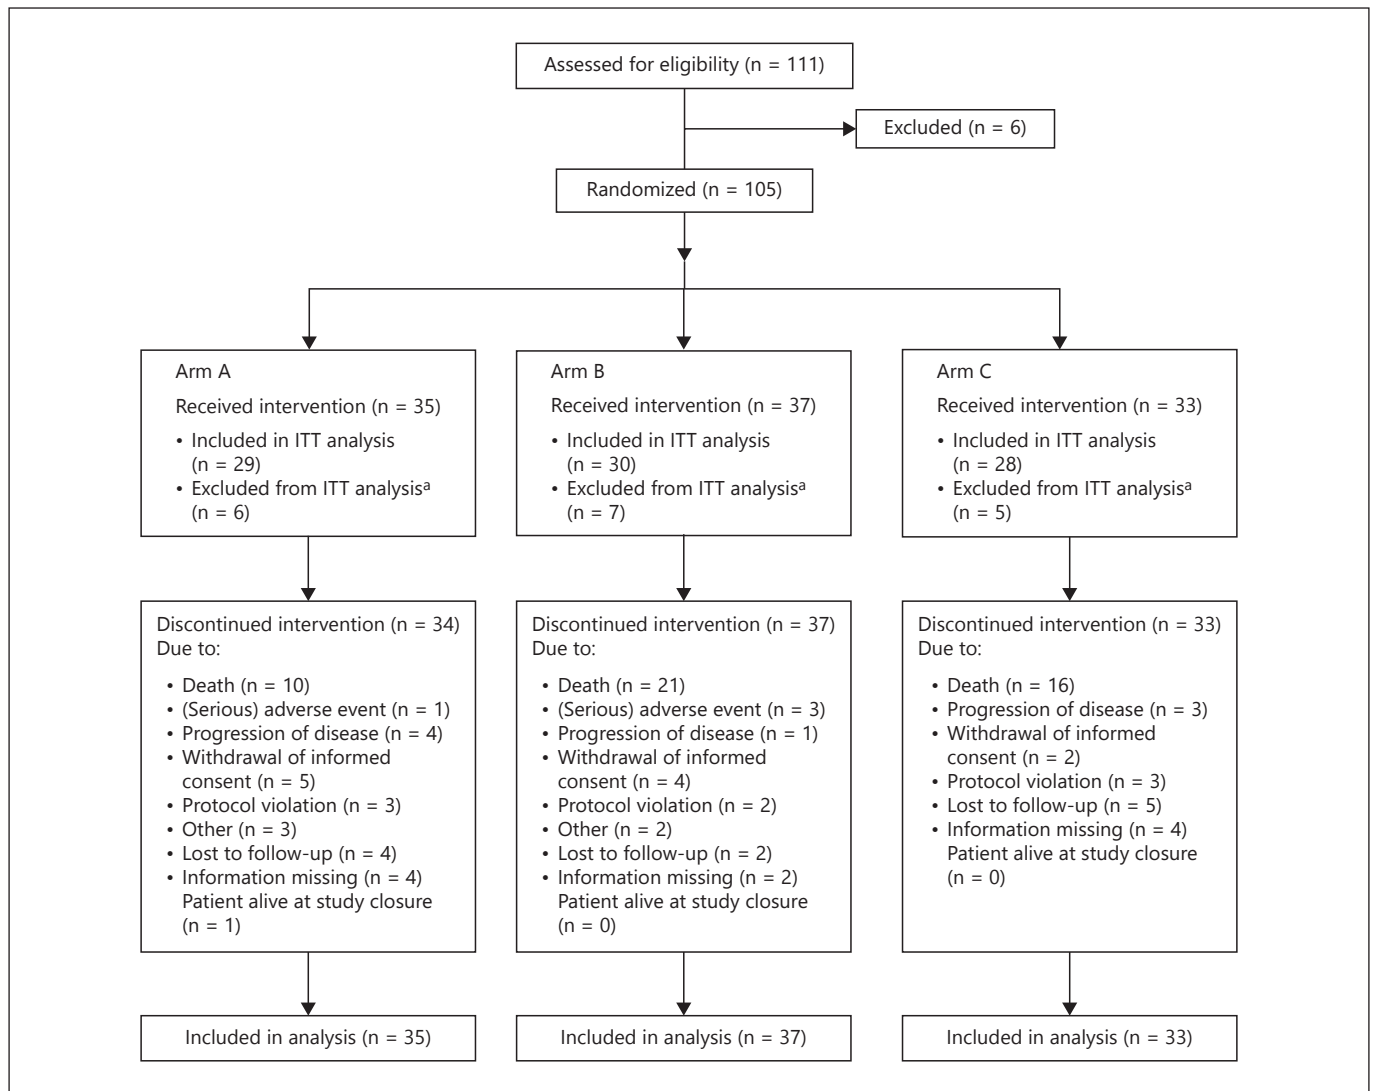 Assessed for eligibility (n = 111)
Excluded (n = 6)
Randomized (n = 105)
Arm A
Received intervention (n = 35)
• Included in ITT analysis
(n = 29)
• Excluded from ITT analysisᵃ
(n = 6)
Arm B
Received intervention (n = 37)
• Included in ITT analysis
(n = 30)
• Excluded from ITT analysisᵃ
(n = 7)
Arm C
Received intervention (n = 33)
• Included in ITT analysis
(n = 28)
• Excluded from ITT analysisᵃ
(n = 5)
Discontinued intervention (n = 34)
Due to:
• Death (n = 10)
• (Serious) adverse event (n = 1)
• Progression of disease (n = 4)
• Withdrawal of informed
consent (n = 5)
• Protocol violation (n = 3)
• Other (n = 3)
• Lost to follow-up (n = 4)
• Information missing (n = 4)
Patient alive at study closure
(n = 1)
Discontinued intervention (n = 37)
Due to:
• Death (n = 21)
• (Serious) adverse event (n = 3)
• Progression of disease (n = 1)
• Withdrawal of informed
consent (n = 4)
• Protocol violation (n = 2)
• Other (n = 2)
• Lost to follow-up (n = 2)
• Information missing (n = 2)
Patient alive at study closure
(n = 0)
Discontinued intervention (n = 33)
Due to:
• Death (n = 16)
• Progression of disease (n = 3)
• Withdrawal of informed
consent (n = 2)
• Protocol violation (n = 3)
• Lost to follow-up (n = 5)
• Information missing (n = 4)
Patient alive at study closure
(n = 0)
Included in analysis (n = 35)
Included in analysis (n = 37)
Included in analysis (n = 33)